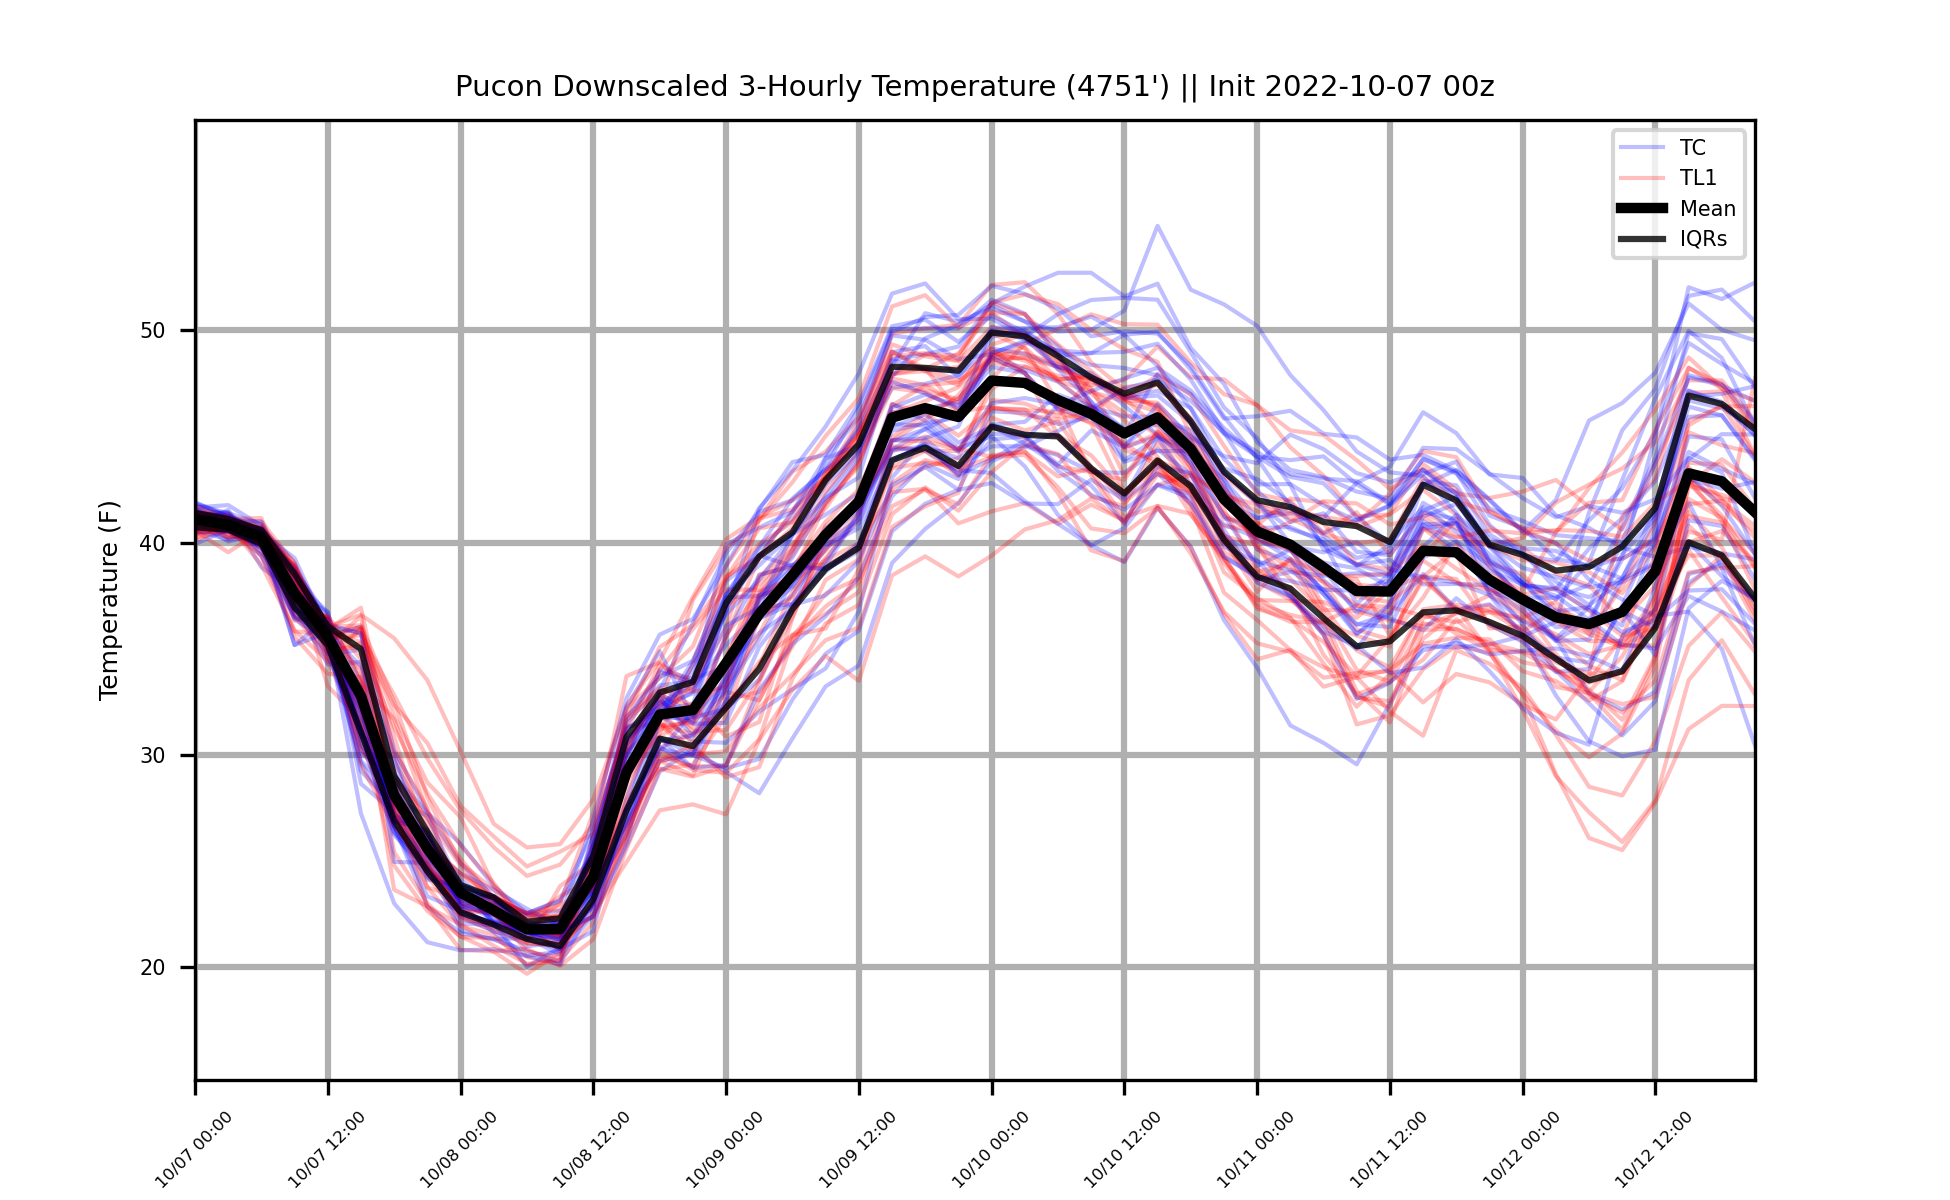 Pucon Downscaled 3-Hourly Temperature (4751') || Init 2022-10-07 00z
TC
TL1
Mean
IQRs
Temperature (F)
50
40
30
20
10/07 00:00
10/07 12:00
10/08 00:00
10/08 12:00
10/09 00:00
10/09 12:00
10/10 00:00
10/10 12:00
10/11 00:00
10/11 12:00
10/12 00:00
10/12 12:00